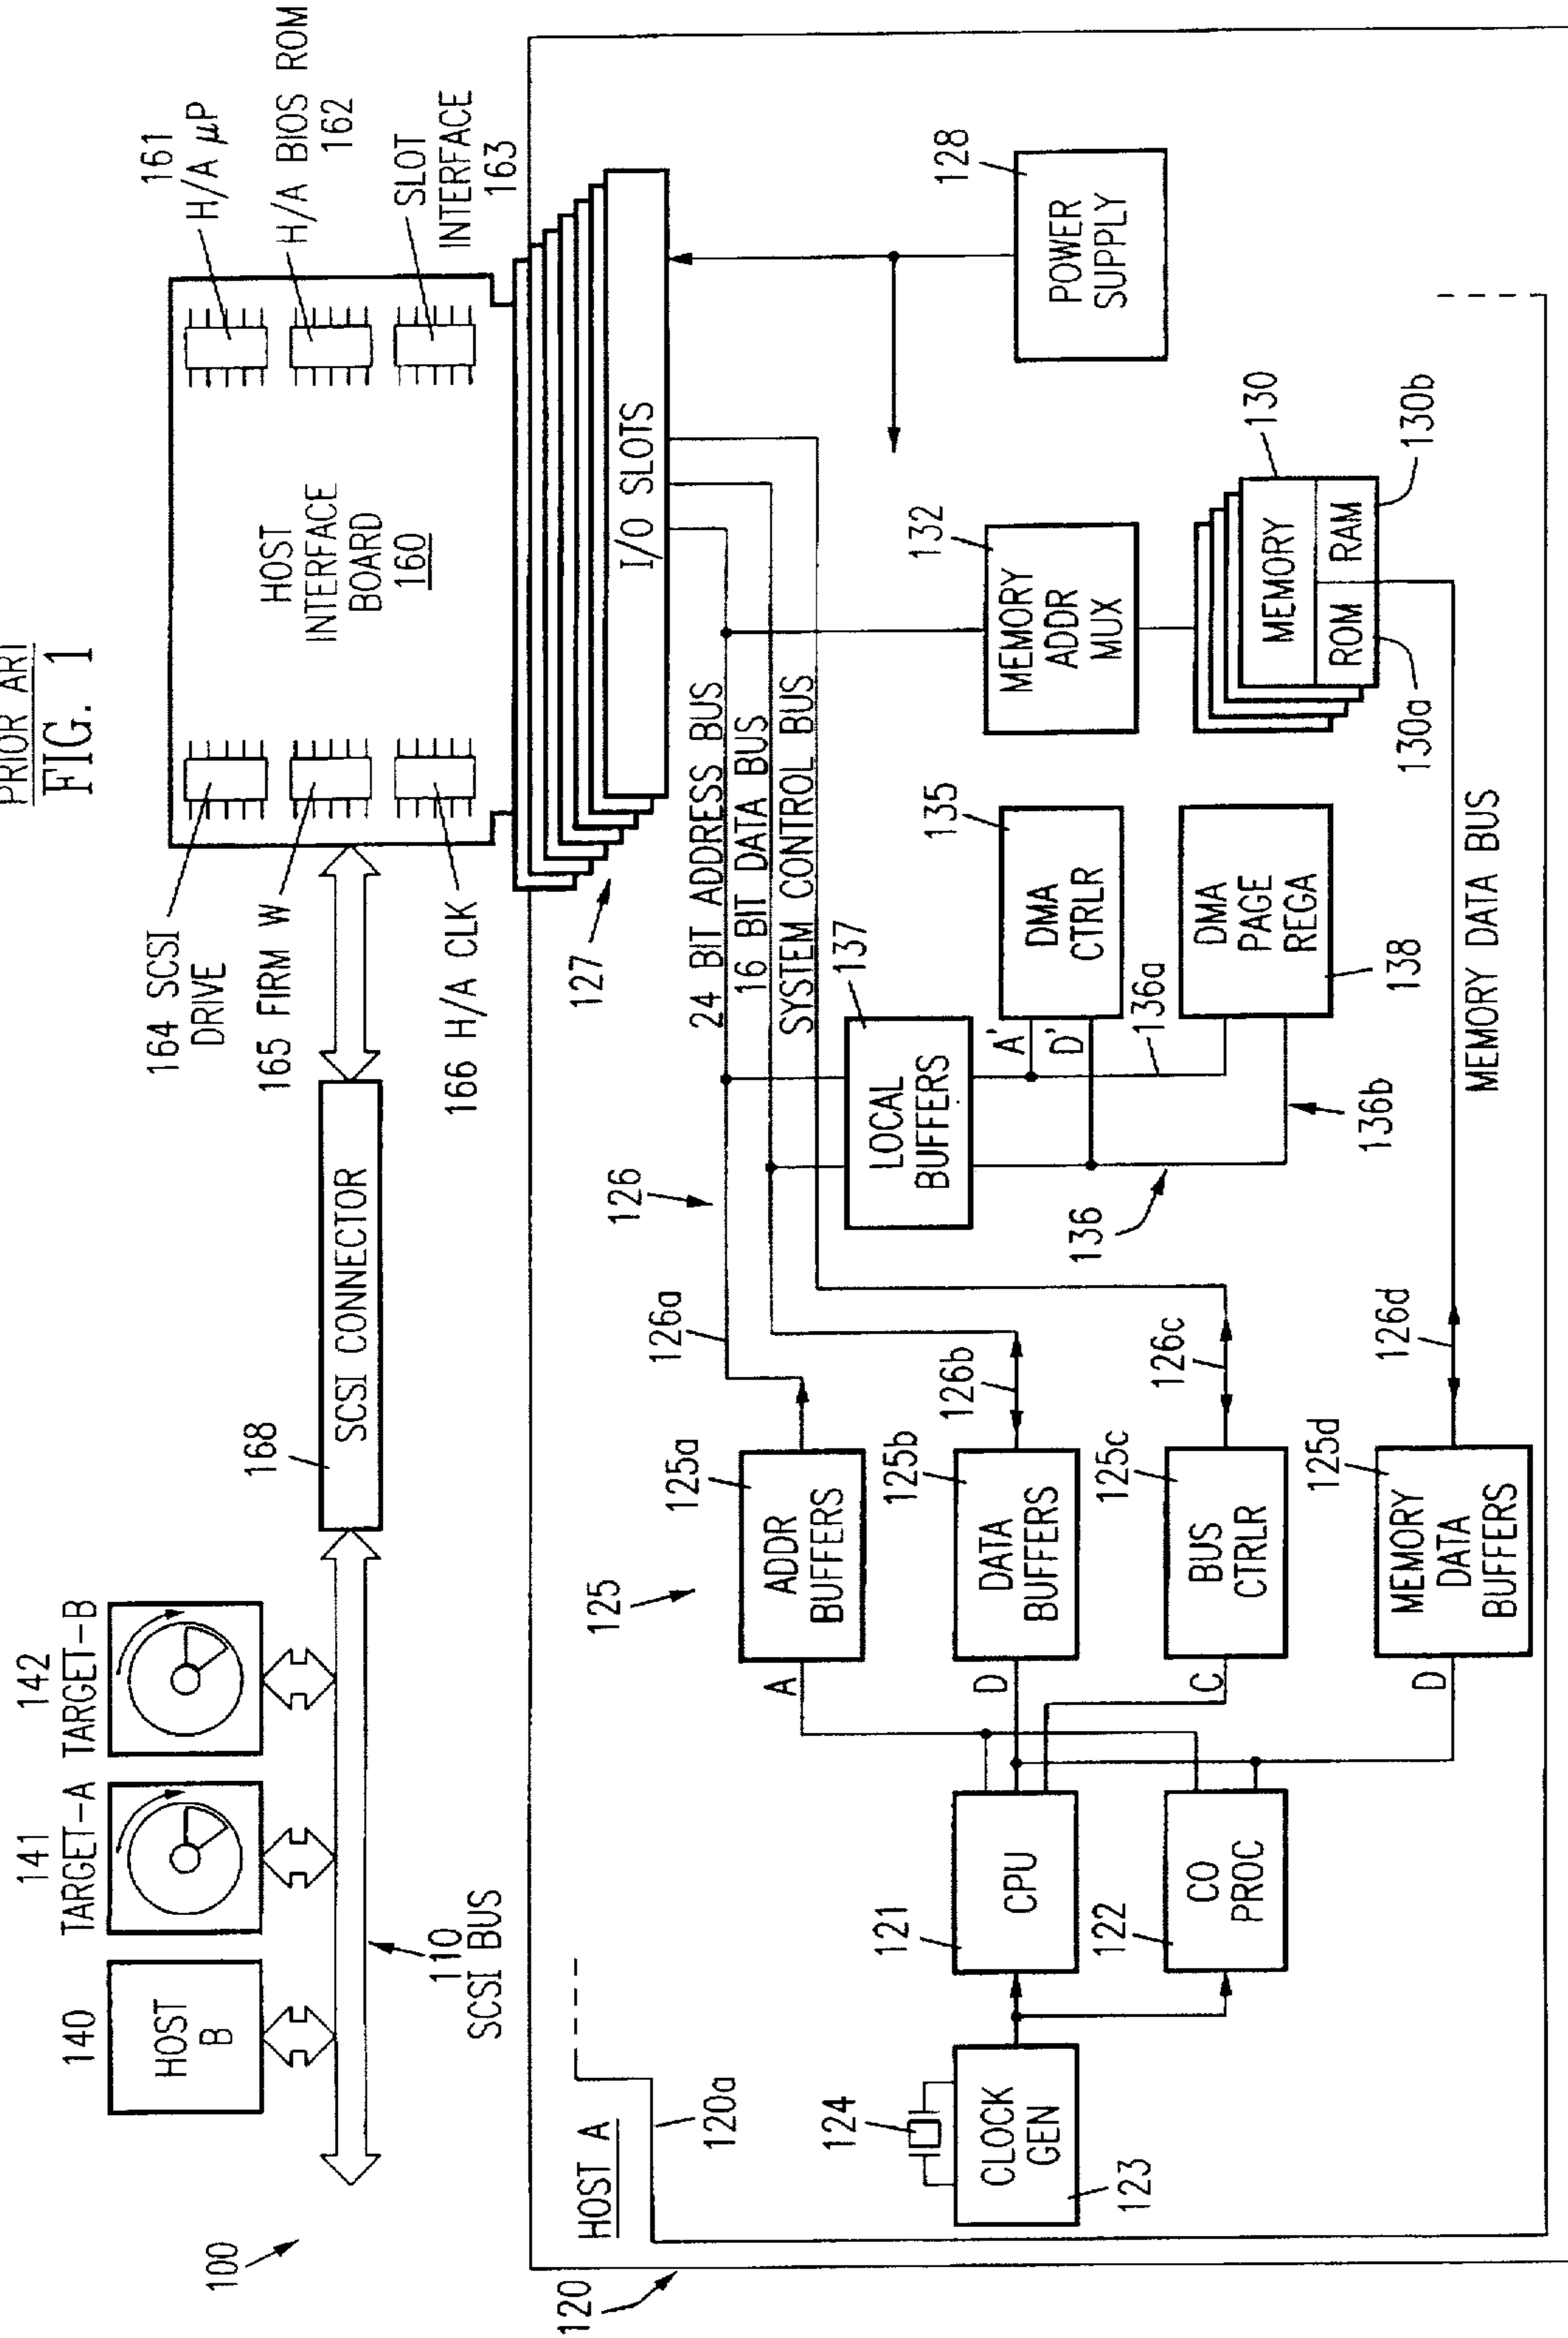 PRIOR ART
FIG. 1
100
140
HOST
B
141
TARGET-A
142
TARGET-B
110
SCSI BUS
168
SCSI CONNECTOR
164 SCSI
DRIVE
165 FIRM W
166 H/A CLK
HOST
INTERFACE
BOARD
160
161
H/A µP
H/A BIOS ROM
162
SLOT
INTERFACE
163
120
HOST A
120a
I/O SLOTS
127
24 BIT ADDRESS BUS
16 BIT DATA BUS
SYSTEM CONTROL BUS
126
126a
126b
126c
126d
124
CLOCK
GEN
123
121
CPU
122
CO
PROC
125
A
125a
ADDR
BUFFERS
D
125b
DATA
BUFFERS
C
125c
BUS
CTRLR
D
125d
MEMORY
DATA
BUFFERS
137
LOCAL
BUFFERS
A'
D'
136
136a
136b
135
DMA
CTRLR
DMA
PAGE
REGA
138
132
MEMORY
ADDR
MUX
130
MEMORY
ROM
RAM
130a
130b
MEMORY DATA BUS
128
POWER
SUPPLY